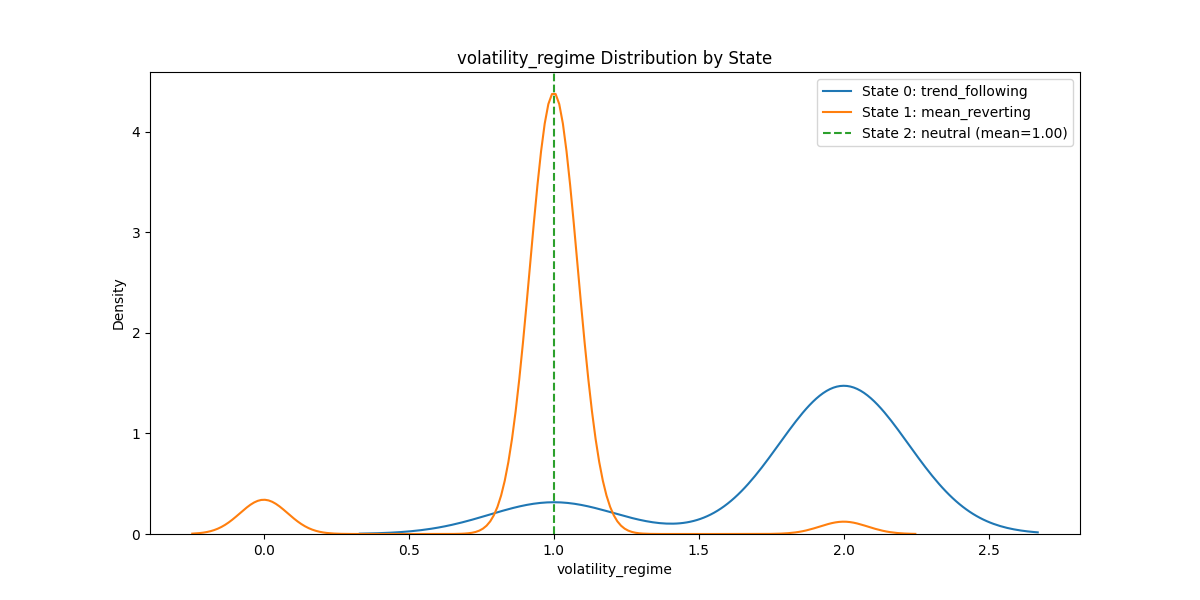 volatility_regime Distribution by State
State 0: trend_following
State 1: mean_reverting
State 2: neutral (mean=1.00)
Density
4
3
2
1
0
0.0 0.5 1.0 1.5 2.0 2.5
volatility_regime